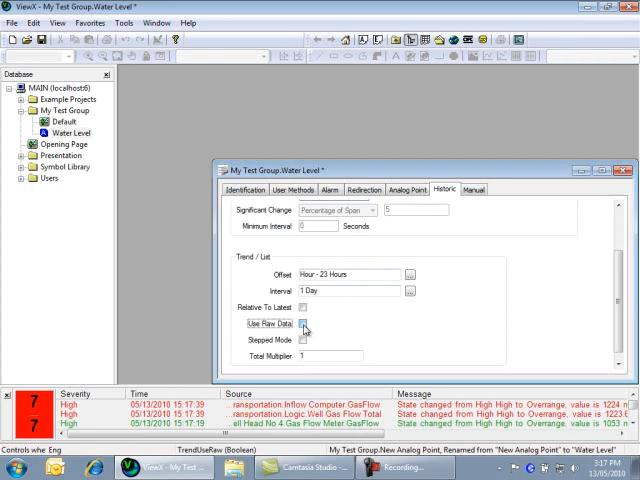 ViewX - My Test Group.Water Level *
File Edit View Favorites Tools Window Help
Database
MAIN (localhost:6)
Example Projects
My Test Group
Default
Water Level
Opening Page
Presentation
Symbol Library
Users
My Test Group.Water Level *
Identification User Methods Alarm Redirection Analog Point Historic Manual
Significant Change Percentage of Span 5
Minimum Interval 0 Seconds
Trend / List
Offset Hour - 23 Hours ...
Interval 1 Day ...
Relative To Latest
Use Raw Data
Stepped Mode
Total Multiplier 1
7
7
Severity Time Source Message
High 05/13/2010 15:17:39 ...ransportation.Inflow Computer.GasFlow State changed from High High to Overrange, value is 1224 m
High 05/13/2010 15:17:39 ...ransportation.Logic.Well Gas Flow Total State changed from High High to Overrange, value is 1223.6
High 05/13/2010 15:17:19 ...ell Head No 4.Gas Flow Meter.GasFlow State changed from High High to Overrange, value is 1053 m
Controls whe Eng TrendUseRaw (Boolean) My Test Group.New Analog Point, Renamed from "New Analog Point" to "Water Level"
ViewX - My Test ... Camtasia Studio - ... Recording... 3:17 PM
13/05/2010